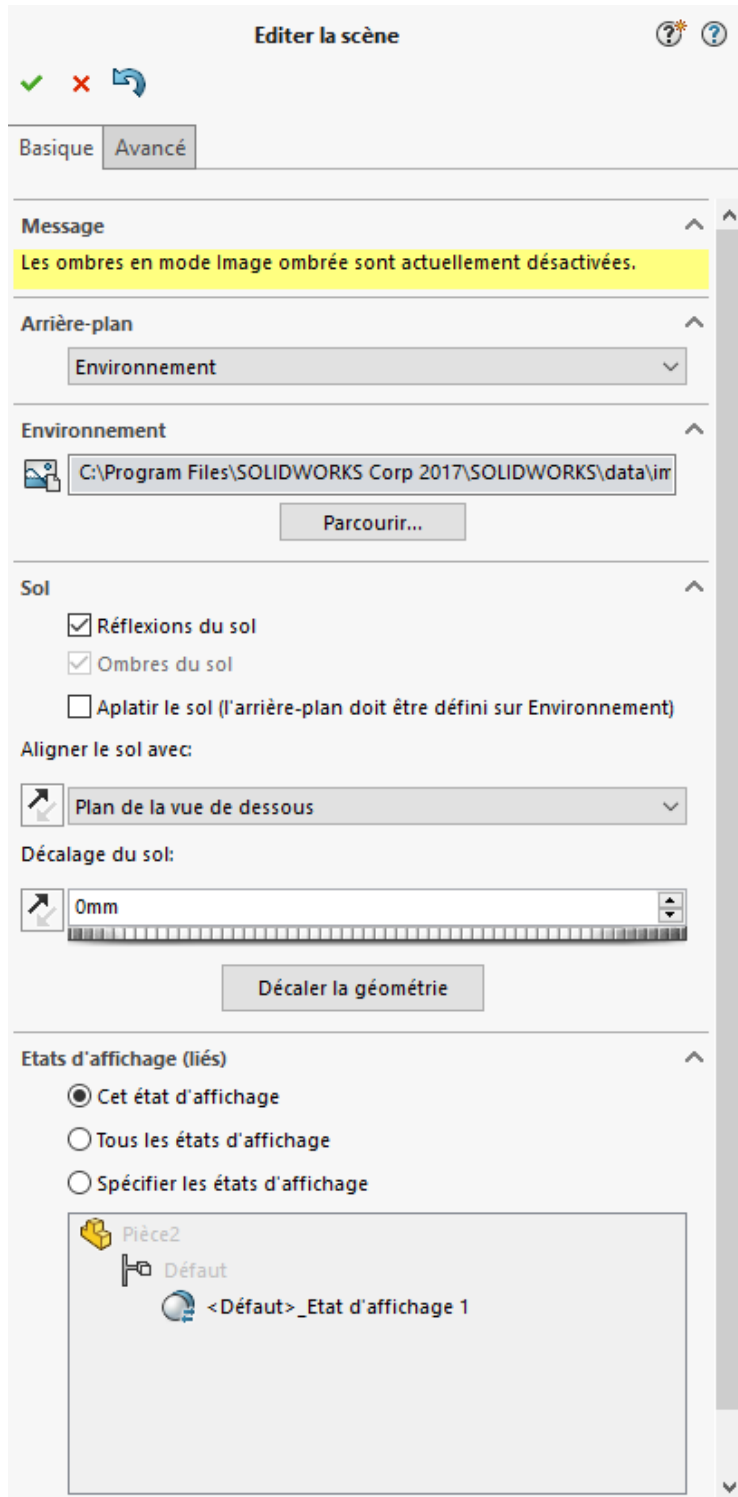 Editer la scène
Basique Avancé
Message
Les ombres en mode Image ombrée sont actuellement désactivées.
Arrière-plan
Environnement
Environnement
C:\Program Files\SOLIDWORKS Corp 2017\SOLIDWORKS\data\im
Parcourir...
Sol
Réflexions du sol
Ombres du sol
Aplatir le sol (l'arrière-plan doit être défini sur Environnement)
Aligner le sol avec:
Plan de la vue de dessous
Décalage du sol:
0mm
Décaler la géométrie
Etats d'affichage (liés)
Cet état d'affichage
Tous les états d'affichage
Spécifier les états d'affichage
Pièce2
Défaut
<Défaut>_Etat d'affichage 1